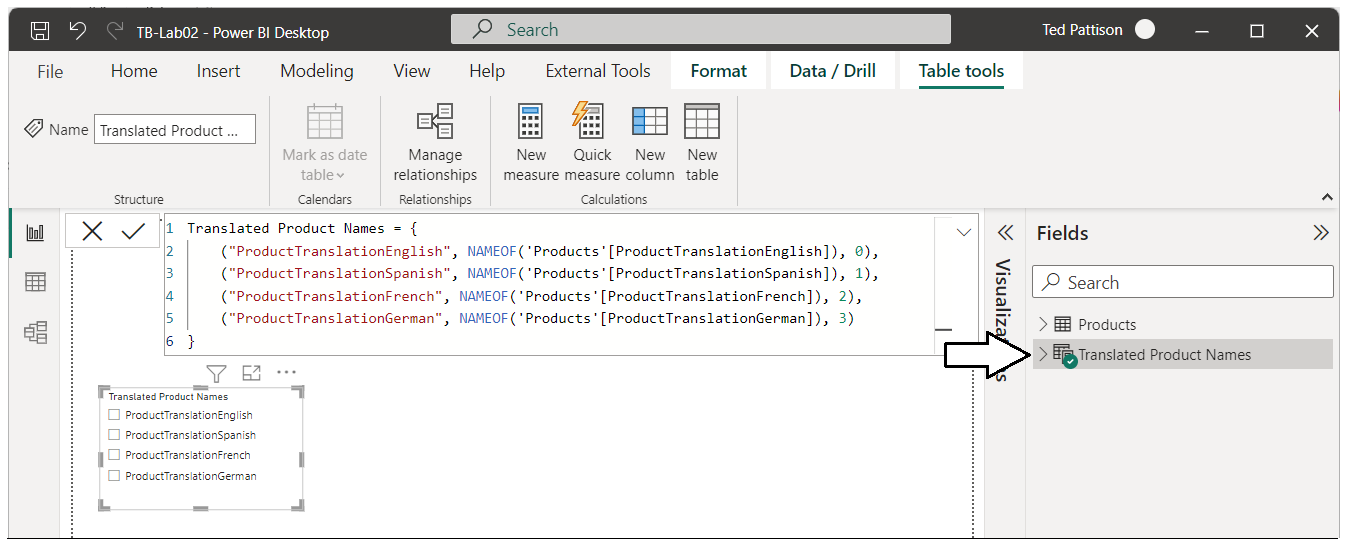 TB-Lab02 - Power BI Desktop
Search
Ted Pattison
File Home Insert Modeling View Help External Tools Format Data / Drill Table tools
Name Translated Product ...
Mark as date table
Manage relationships
New measure
Quick measure
New column
New table
Structure Calendars Relationships Calculations
1 Translated Product Names = {
2 ("ProductTranslationEnglish", NAMEOF('Products'[ProductTranslationEnglish]), 0),
3 ("ProductTranslationSpanish", NAMEOF('Products'[ProductTranslationSpanish]), 1),
4 ("ProductTranslationFrench", NAMEOF('Products'[ProductTranslationFrench]), 2),
5 ("ProductTranslationGerman", NAMEOF('Products'[ProductTranslationGerman]), 3)
6 }
Translated Product Names
ProductTranslationEnglish
ProductTranslationSpanish
ProductTranslationFrench
ProductTranslationGerman
Fields
Search
Products
Translated Product Names